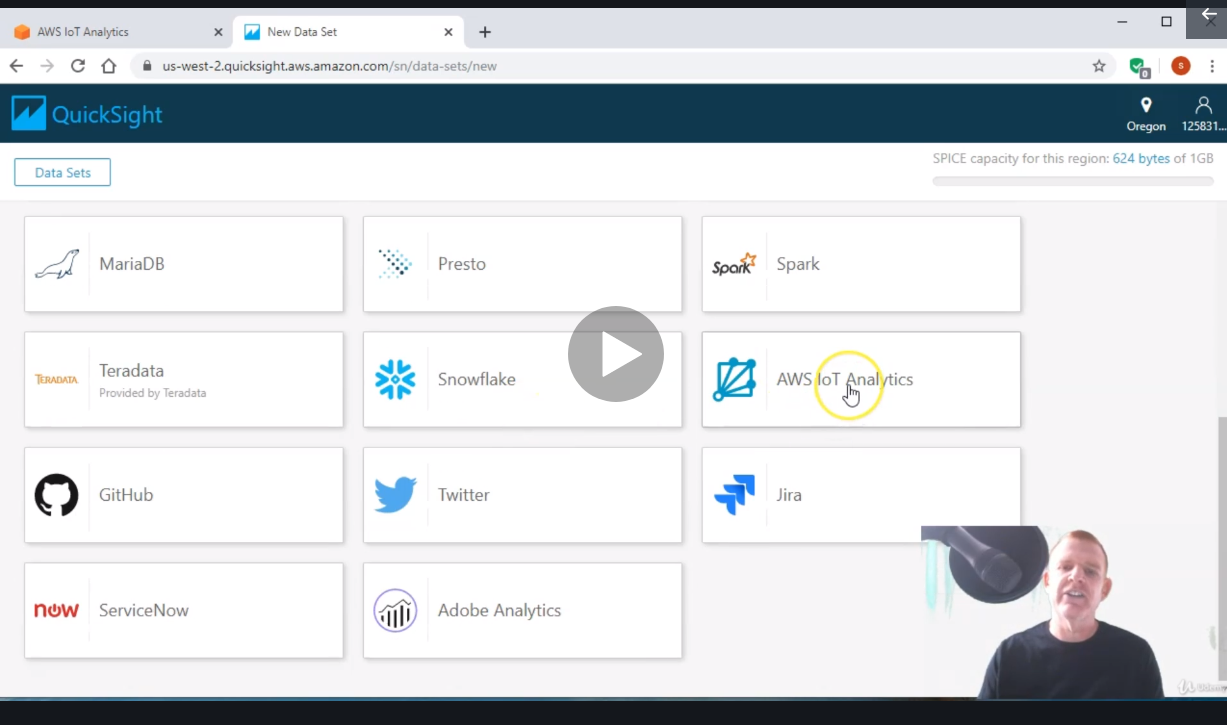 AWS IoT Analytics
New Data Set
us-west-2.quicksight.aws.amazon.com/sn/data-sets/new
0
S
QuickSight
Oregon
125831...
Data Sets
SPICE capacity for this region: 624 bytes of 1GB
MariaDB
Presto
Spark
Spark
TERADATA
Teradata
Provided by Teradata
Snowflake
AWS IoT Analytics
GitHub
Twitter
Jira
now
ServiceNow
Adobe Analytics